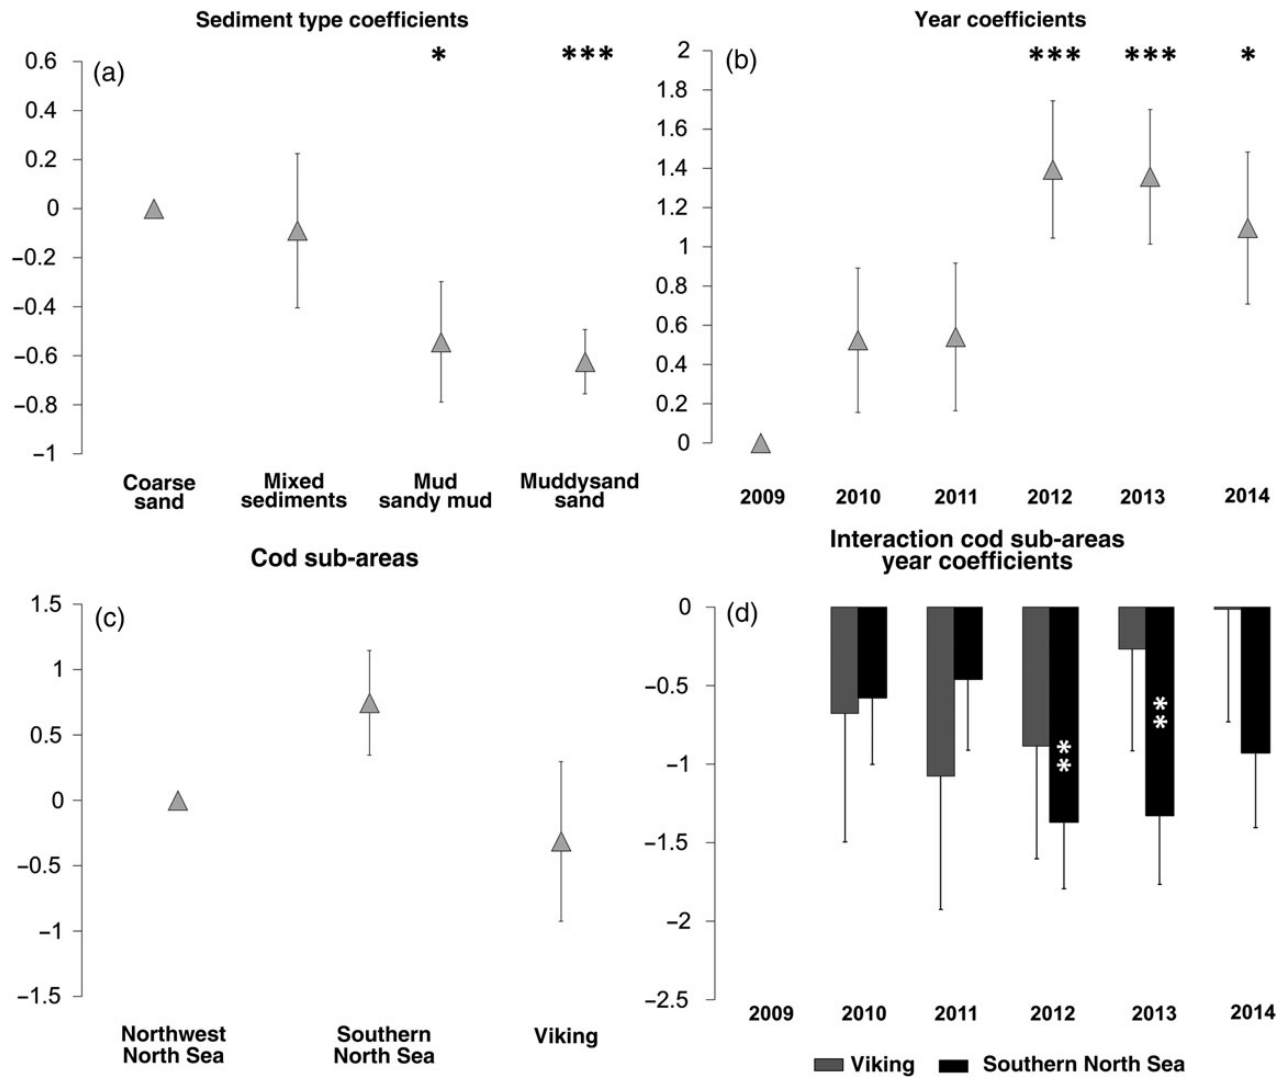 Sediment type coefficients
(a)
* ***
0.6
0.4
0.2
0
−0.2
−0.4
−0.6
−0.8
−1
Coarse sand
Mixed sediments
Mud sandy mud
Muddysand sand
Year coefficients
(b)
*** *** *
2
1.8
1.6
1.4
1.2
1
0.8
0.6
0.4
0.2
0
2009 2010 2011 2012 2013 2014
Cod sub-areas
(c)
1.5
1
0.5
0
−0.5
−1
−1.5
Northwest
North Sea
Southern
North Sea
Viking
Interaction cod sub-areas
year coefficients
(d)
0
−0.5
−1
−1.5
−2
−2.5
**
**
2009 2010 2011 2012 2013 2014
Viking Southern North Sea